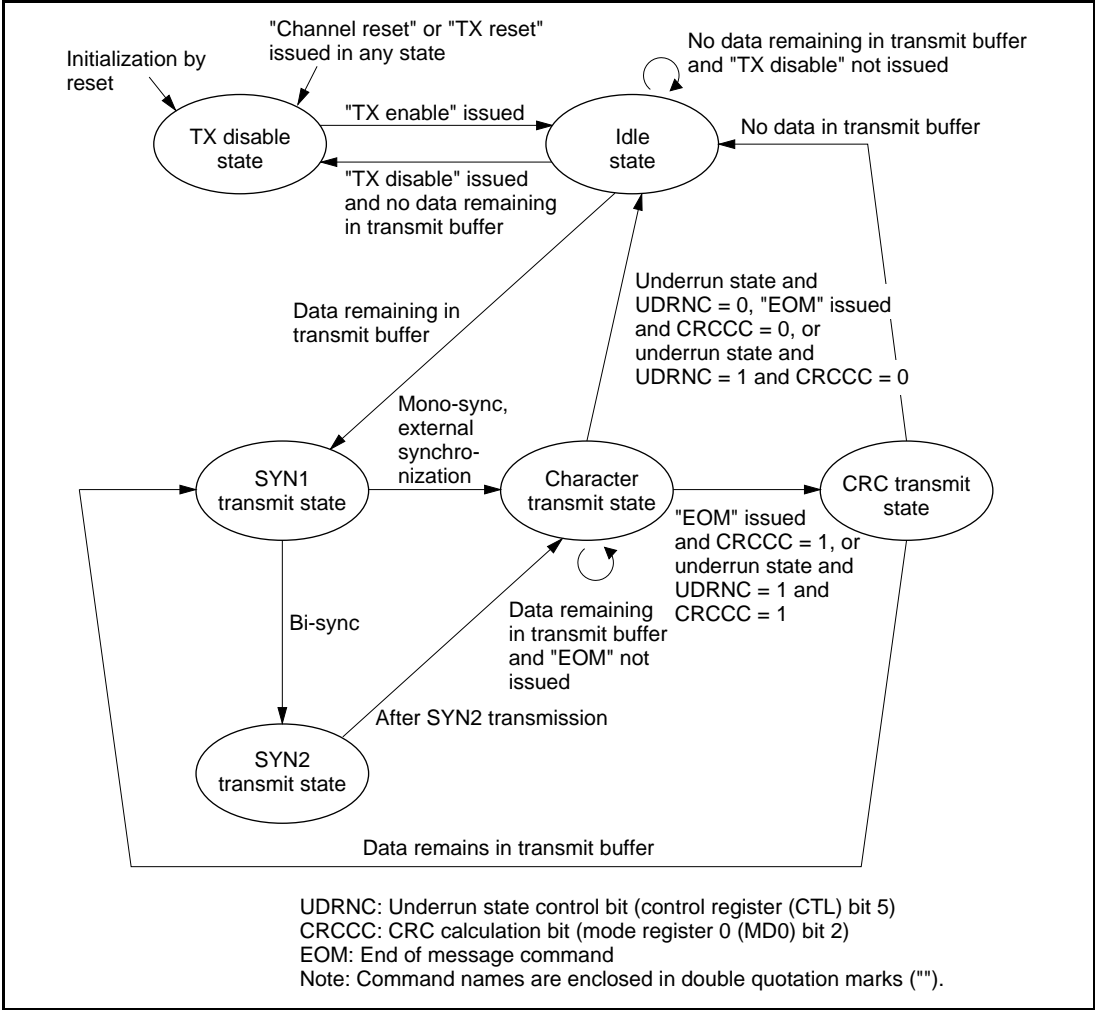 "Channel reset" or "TX reset"
issued in any state
Initialization by
reset
No data remaining in transmit buffer
and "TX disable" not issued
TX disable
state
"TX enable" issued
Idle
state
No data in transmit buffer
"TX disable" issued
and no data remaining
in transmit buffer
Data remaining in
transmit buffer
Underrun state and
UDRNC = 0, "EOM" issued
and CRCCC = 0, or
underrun state and
UDRNC = 1 and CRCCC = 0
Mono-sync,
external
synchro-
nization
SYN1
transmit state
Character
transmit state
CRC transmit
state
"EOM" issued
and CRCCC = 1, or
underrun state and
UDRNC = 1 and
CRCCC = 1
Data remaining
in transmit buffer
and "EOM" not
issued
Bi-sync
After SYN2 transmission
SYN2
transmit state
Data remains in transmit buffer
UDRNC: Underrun state control bit (control register (CTL) bit 5)
CRCCC: CRC calculation bit (mode register 0 (MD0) bit 2)
EOM: End of message command
Note: Command names are enclosed in double quotation marks ("").